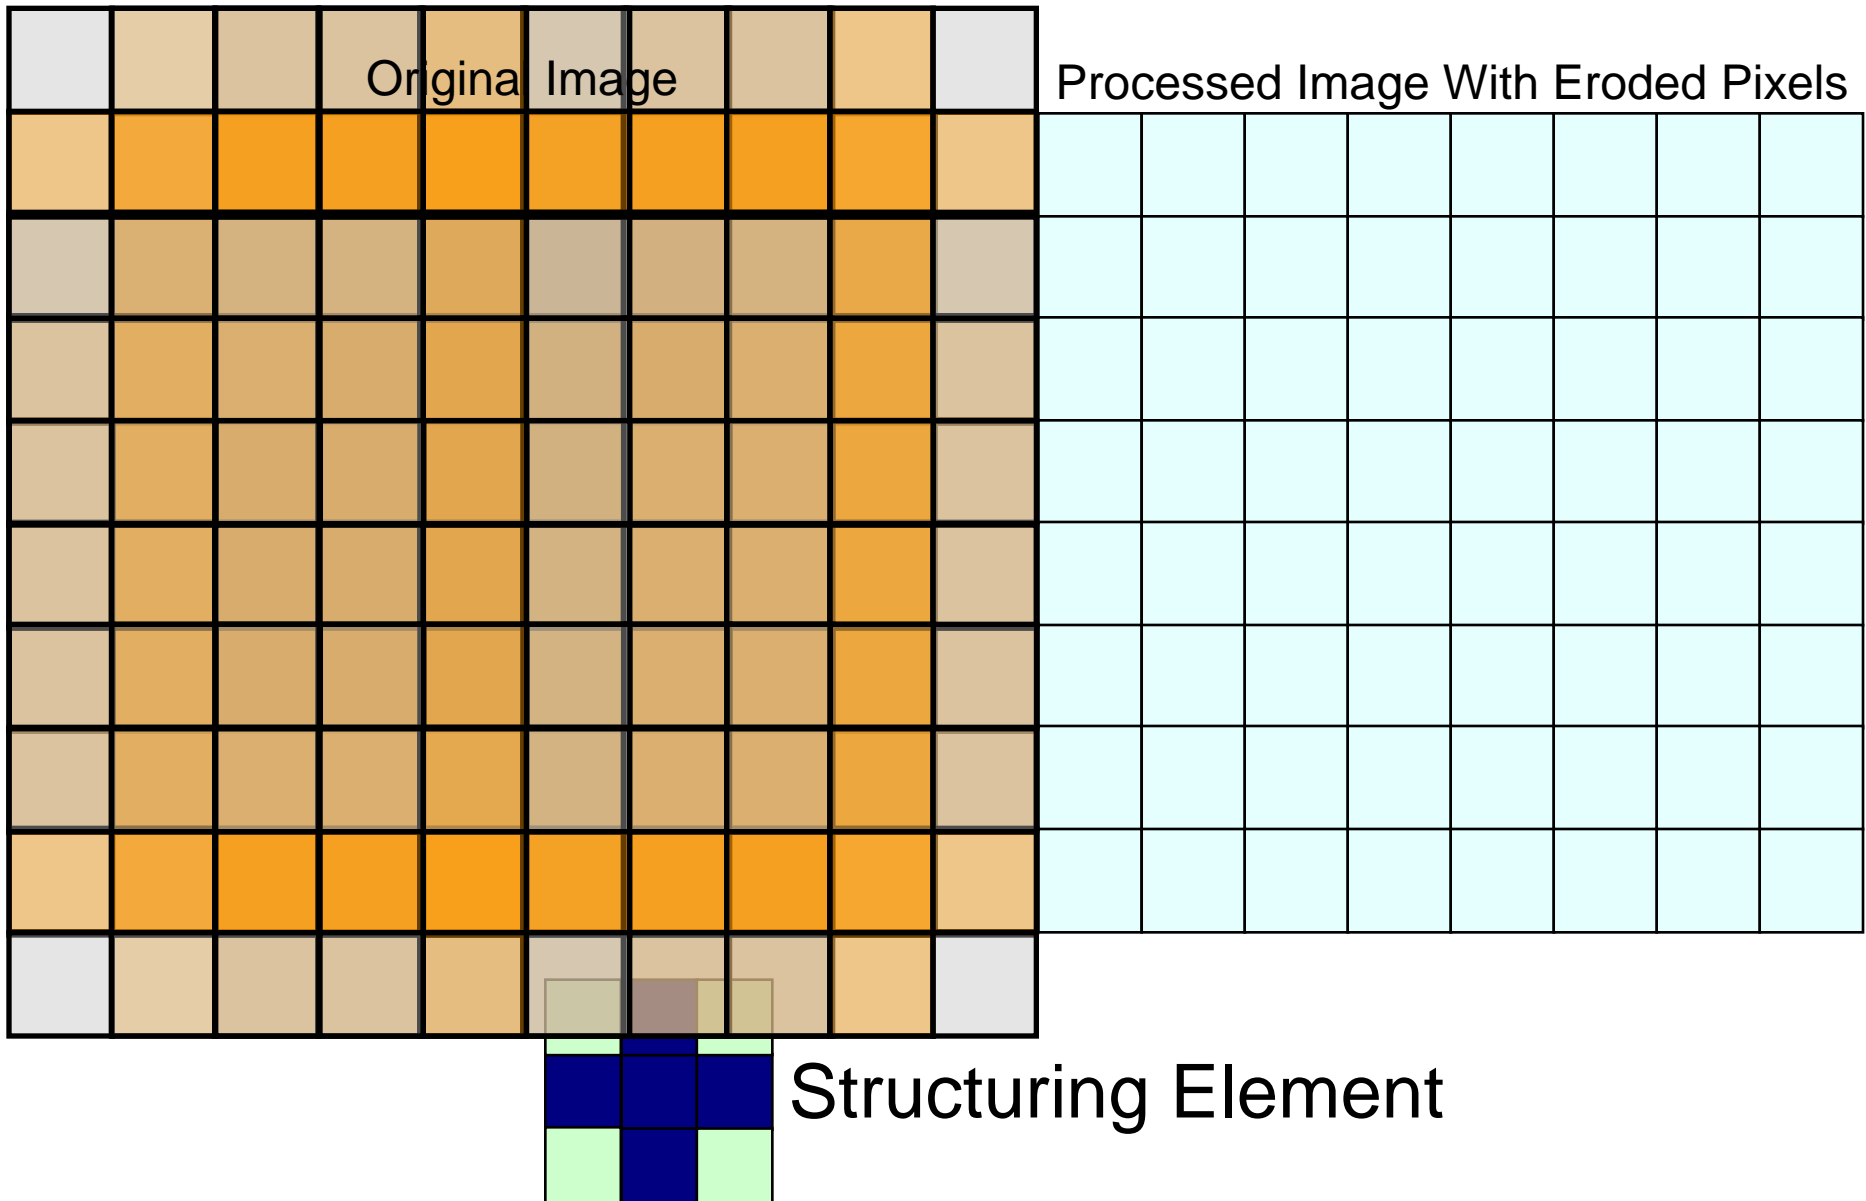 Original Image
Processed Image With Eroded Pixels
Structuring Element